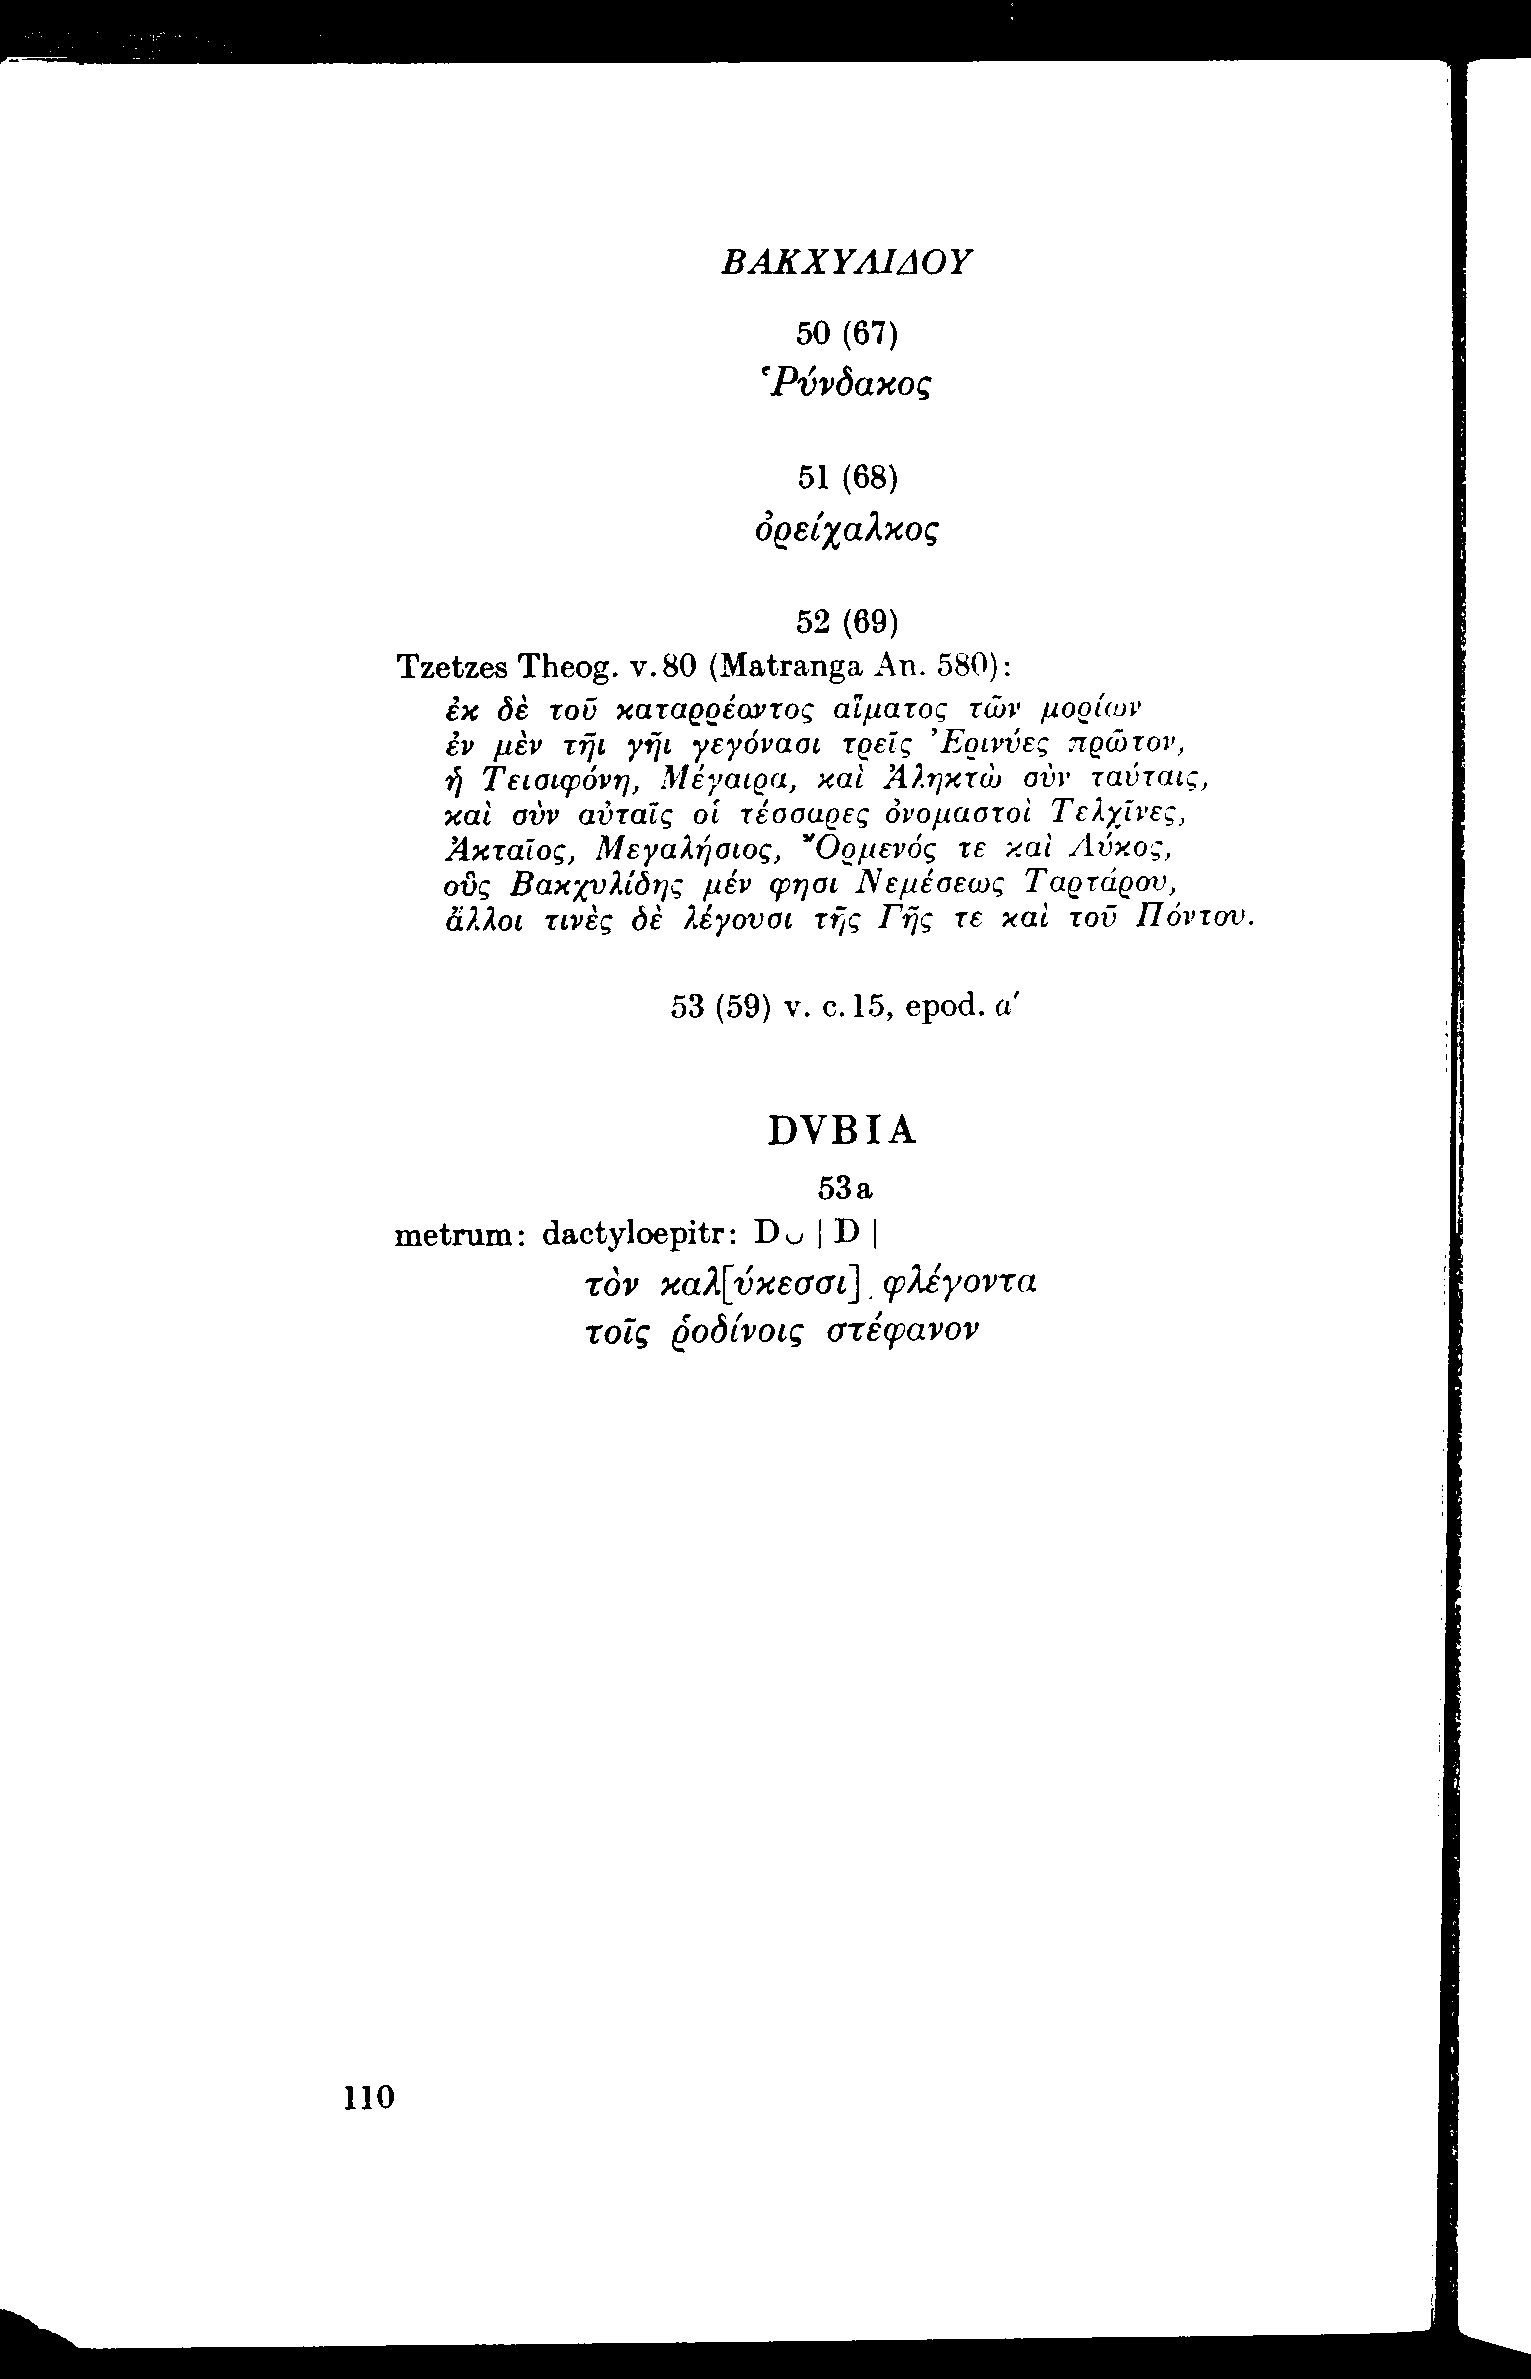 ΒΑΚΧΥΛΙΔΟΥ
50 (67)
Ῥύνδακος
51 (68)
ὀρείχαλκος
52 (69)
Tzetzes Theog. v. 80 (Matranga An. 580):
ἐκ δὲ τοῦ καταρρέοντος αἵματος τῶν μορίων
ἐν μὲν τῆι γῆι γεγόνασι τρεῖς Ἐρινύες πρῶτον,
ἡ Τεισιφόνη, Μέγαιρα, καὶ Ἀληκτὼ σὺν ταύταις,
καὶ σὺν αὐταῖς οἱ τέσσαρες ὀνομαστοὶ Τελχῖνες,
Ἀκταῖος, Μεγαλήσιος, Ὄρμενός τε καὶ Λύκος,
οὓς Βακχυλίδης μέν φησι Νεμέσεως Ταρτάρου,
ἄλλοι τινὲς δὲ λέγουσι τῆς Γῆς τε καὶ τοῦ Πόντου.
53 (59) v. c. 15, epod. α′
DVBIA
53a
metrum: dactyloepitr: D ⏑ | D |
τὸν καλ[ύκεσσι] φλέγοντα
τοῖς ῥοδίνοις στέφανον
110